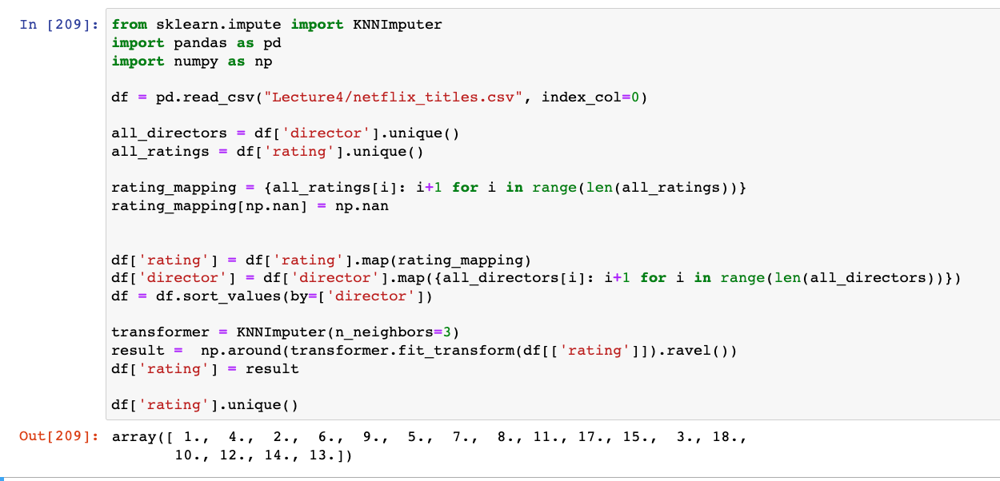 In [209]: from sklearn.impute import KNNImputer
import pandas as pd
import numpy as np
df = pd.read_csv("Lecture4/netflix_titles.csv", index_col=0)
all_directors = df['director'].unique()
all_ratings = df['rating'].unique()
rating_mapping = {all_ratings[i]: i+1 for i in range(len(all_ratings))}
rating_mapping[np.nan] = np.nan
df['rating'] = df['rating'].map(rating_mapping)
df['director'] = df['director'].map({all_directors[i]: i+1 for i in range(len(all_directors))})
df = df.sort_values(by=['director'])
transformer = KNNImputer(n_neighbors=3)
result =  np.around(transformer.fit_transform(df[['rating']]).ravel())
df['rating'] = result
df['rating'].unique()
Out[209]: array([ 1.,  4.,  2.,  6.,  9.,  5.,  7.,  8., 11., 17., 15.,  3., 18.,
10., 12., 14., 13.])